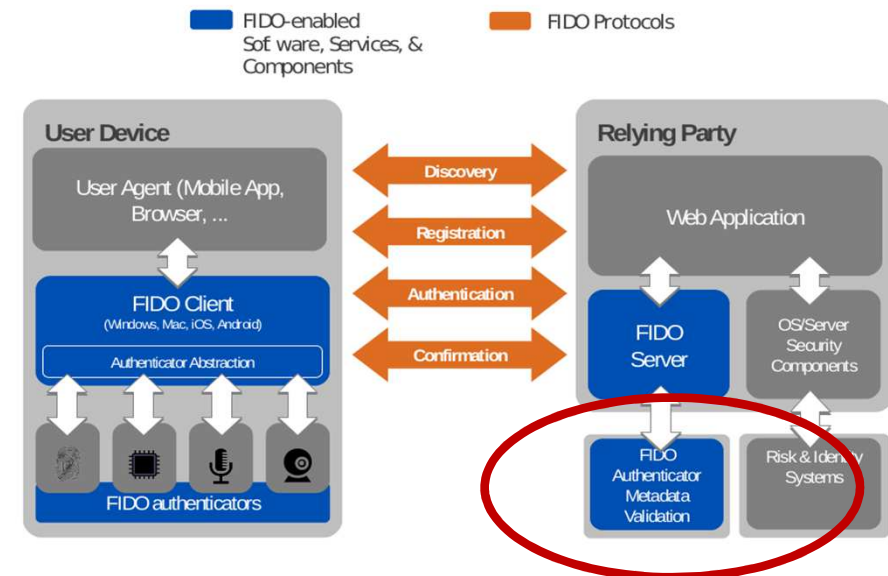 FIDO-enabled
Sof ware, Services, &
Components
FIDO Protocols
User Device
User Agent (Mobile App,
Browser, ...
FIDO Client
(Windows, Mac, iOS, Android)
Authenticator Abstraction
FIDO authenticators
Discovery
Registration
Authentication
Confirmation
Relying Party
Web Application
FIDO
Server
OS/Server
Security
Components
FIDO
Authenticator
Metadata
Validation
Risk & Identity
Systems